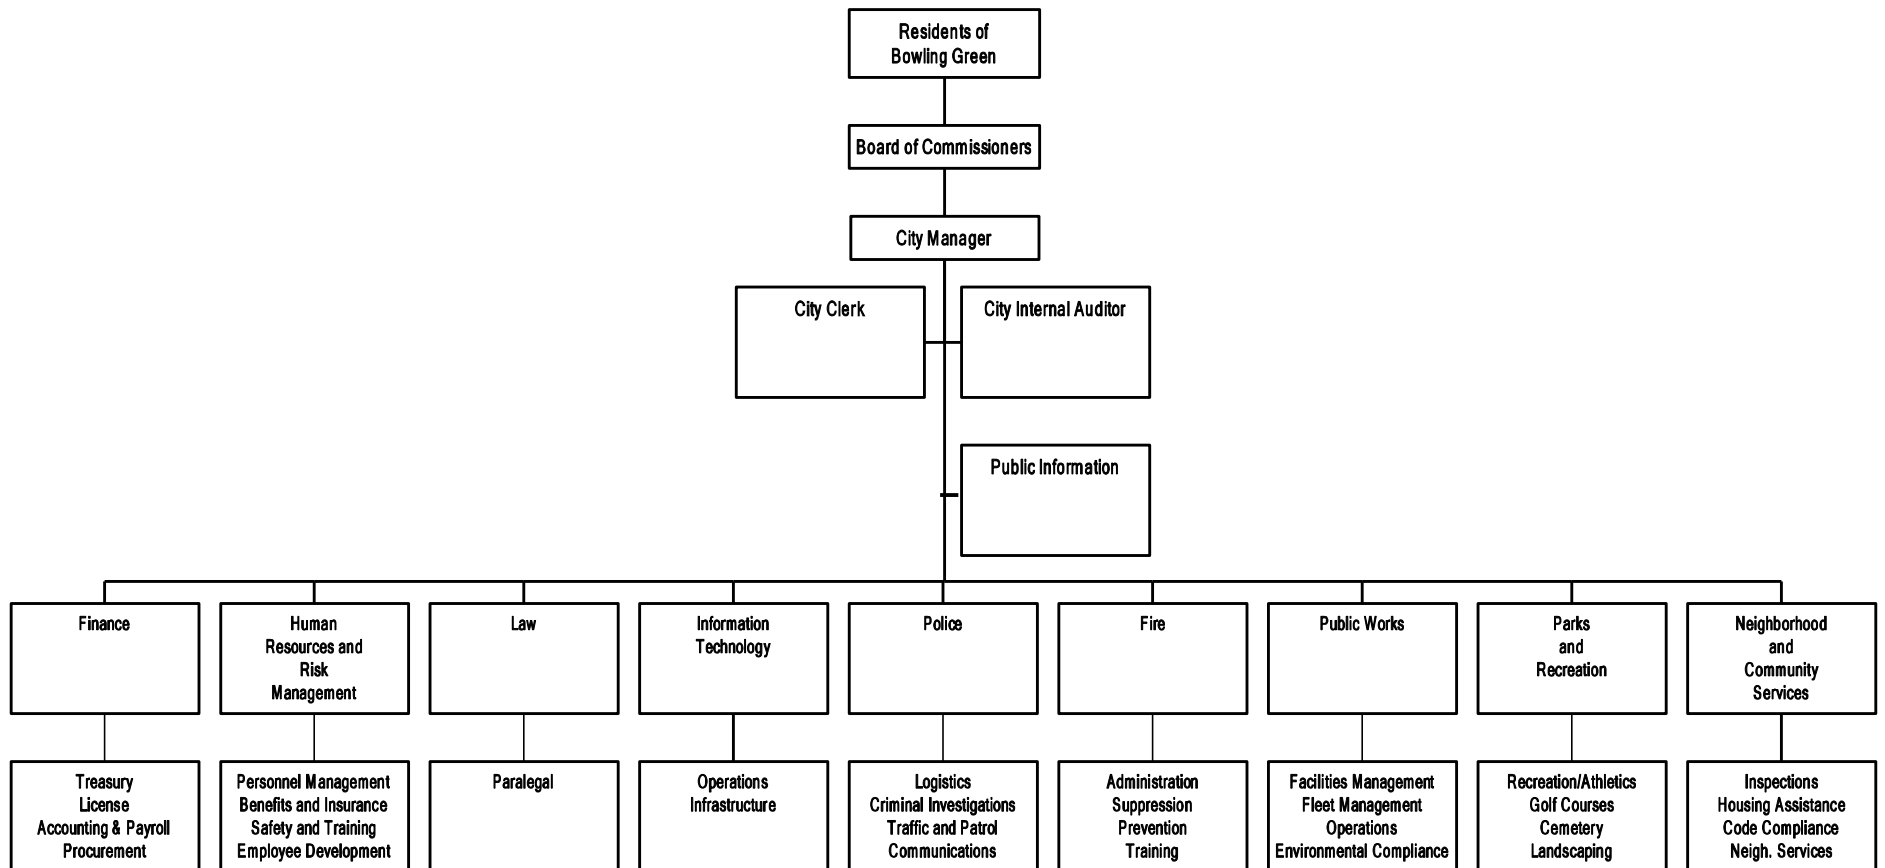 Residents of
Bowling Green
Board of Commissioners
City Manager
City Clerk
City Internal Auditor
Public Information
Finance
Human
Resources and
Risk
Management
Law
Information
Technology
Police
Fire
Public Works
Parks
and
Recreation
Neighborhood
and
Community
Services
Treasury
License
Accounting & Payroll
Procurement
Personnel Management
Benefits and Insurance
Safety and Training
Employee Development
Paralegal
Operations
Infrastructure
Logistics
Criminal Investigations
Traffic and Patrol
Communications
Administration
Suppression
Prevention
Training
Facilities Management
Fleet Management
Operations
Environmental Compliance
Recreation/Athletics
Golf Courses
Cemetery
Landscaping
Inspections
Housing Assistance
Code Compliance
Neigh. Services